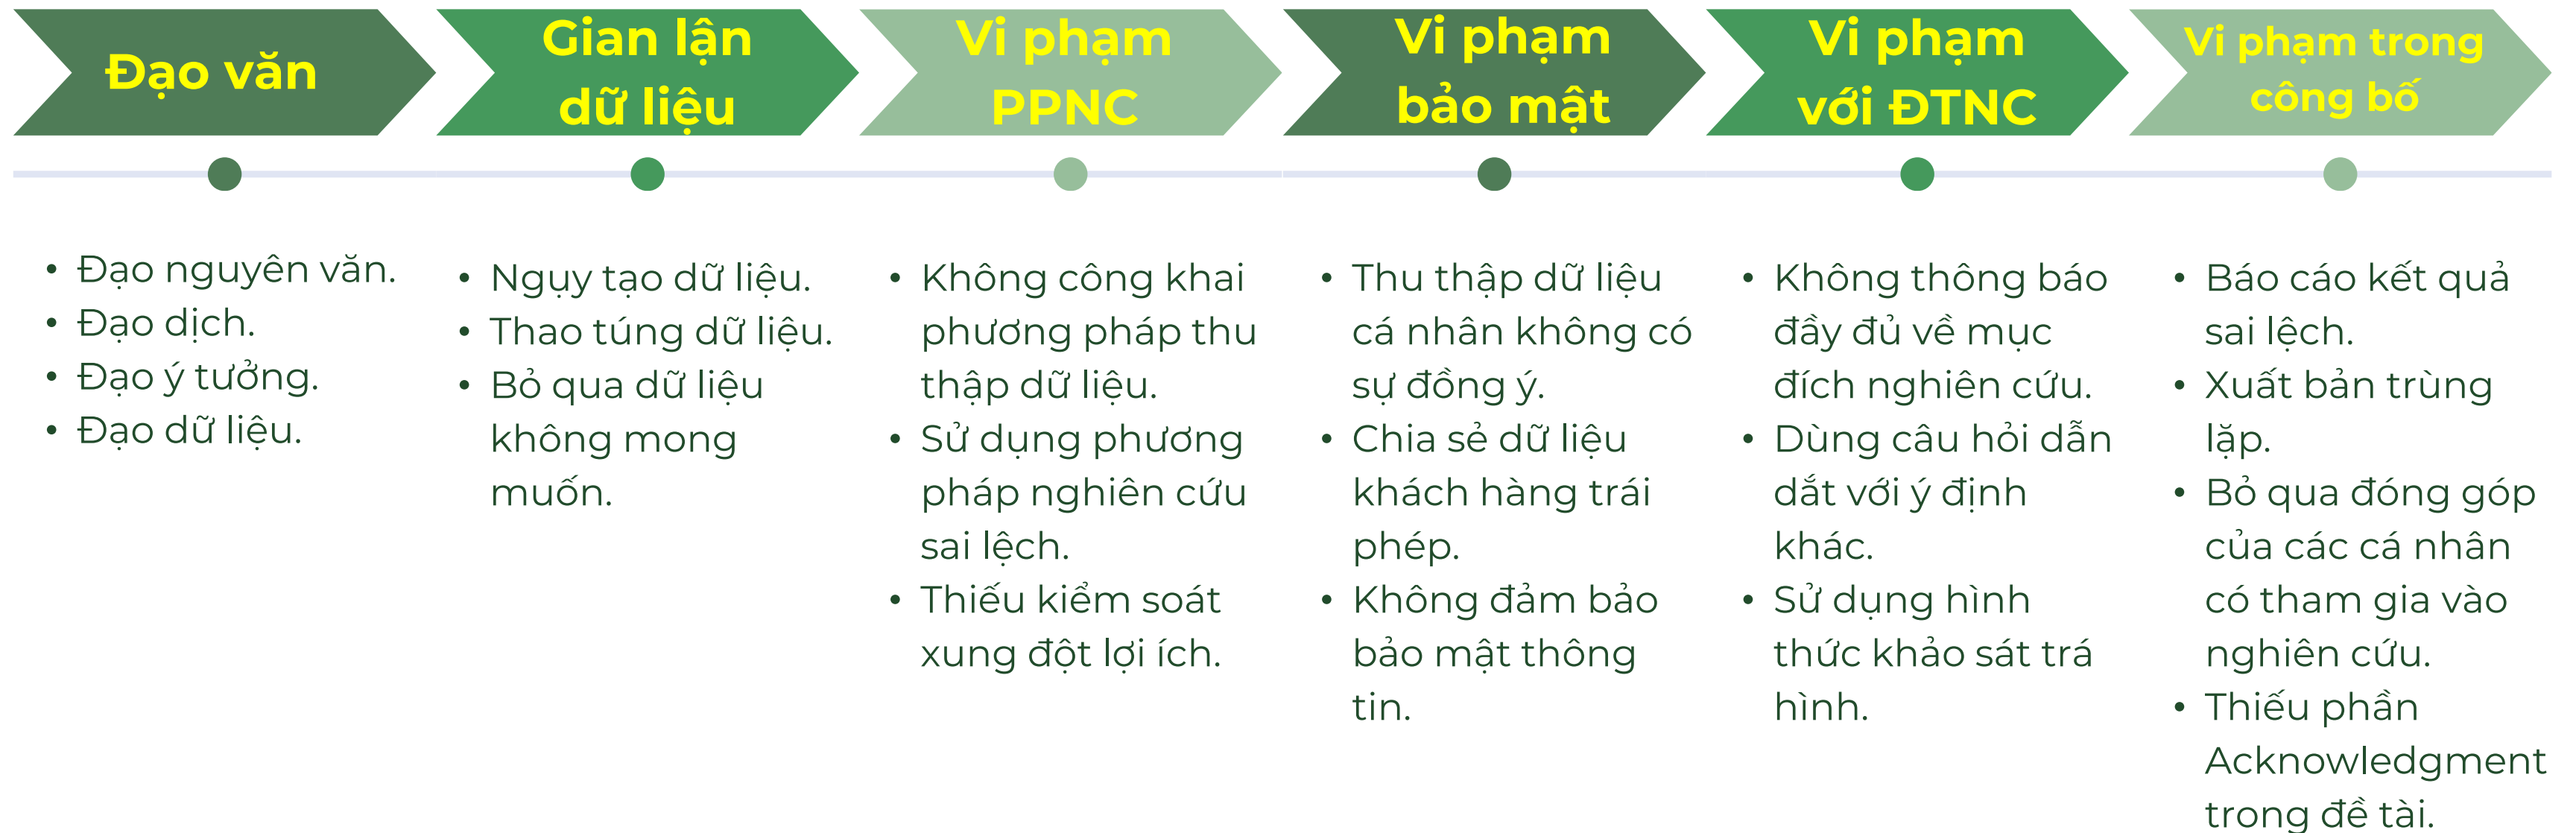 Đạo văn
Gian lận
dữ liệu
Vi phạm
PPNC
Vi phạm
bảo mật
Vi phạm
với ĐTNC
Vi phạm trong
công bố
• Đạo nguyên văn.
• Đạo dịch.
• Đạo ý tưởng.
• Đạo dữ liệu.
• Ngụy tạo dữ liệu.
• Thao túng dữ liệu.
• Bỏ qua dữ liệu
không mong
muốn.
• Không công khai
phương pháp thu
thập dữ liệu.
• Sử dụng phương
pháp nghiên cứu
sai lệch.
• Thiếu kiểm soát
xung đột lợi ích.
• Thu thập dữ liệu
cá nhân không có
sự đồng ý.
• Chia sẻ dữ liệu
khách hàng trái
phép.
• Không đảm bảo
bảo mật thông
tin.
• Không thông báo
đầy đủ về mục
đích nghiên cứu.
• Dùng câu hỏi dẫn
dắt với ý định
khác.
• Sử dụng hình
thức khảo sát trá
hình.
• Báo cáo kết quả
sai lệch.
• Xuất bản trùng
lặp.
• Bỏ qua đóng góp
của các cá nhân
có tham gia vào
nghiên cứu.
• Thiếu phần
Acknowledgment
trong đề tài.